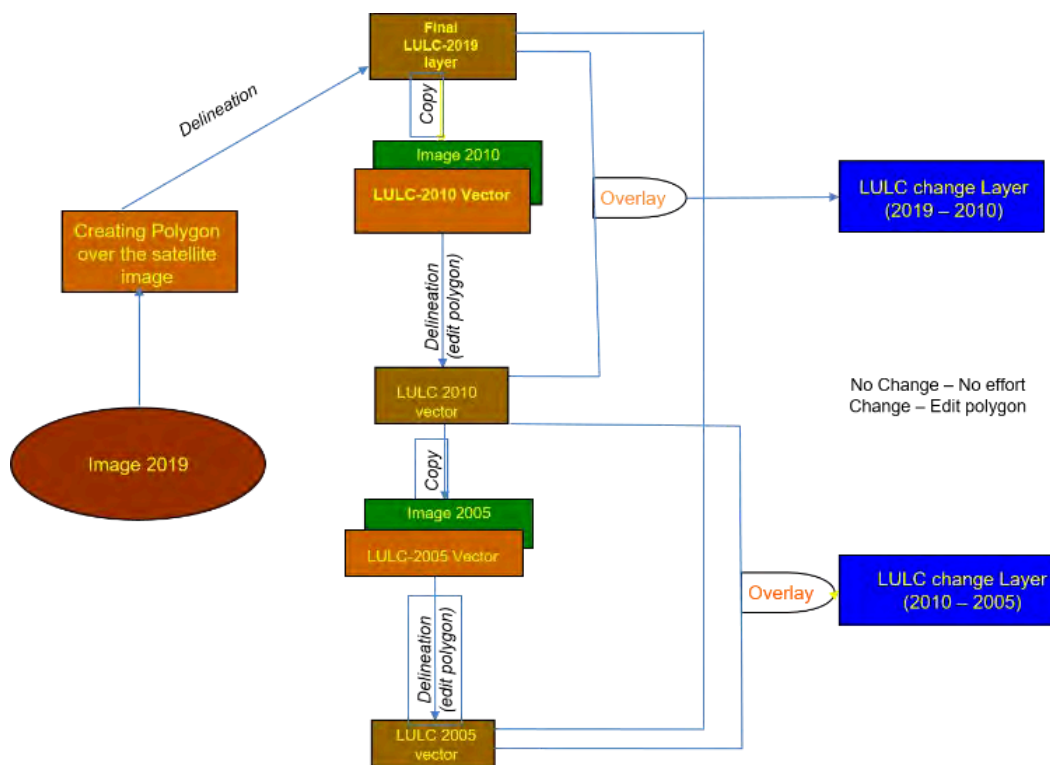 Final
LULC-2019
layer
Delineation
Copy
Image 2010
LULC-2010 Vector
Overlay
LULC change Layer
(2019 – 2010)
Creating Polygon
over the satellite
image
Delineation
(edit polygon)
LULC 2010
vector
No Change – No effort
Change – Edit polygon
Image 2019
Copy
Image 2005
LULC-2005 Vector
Overlay
LULC change Layer
(2010 – 2005)
Delineation
(edit polygon)
LULC 2005
vector